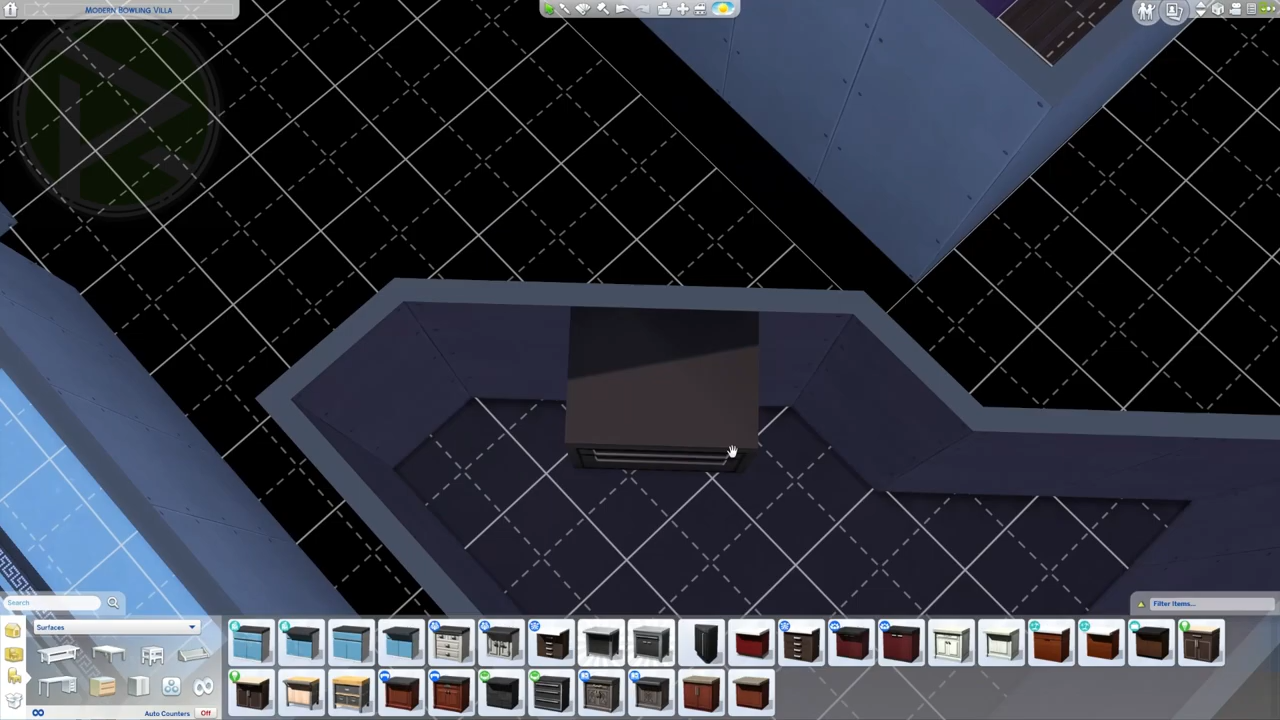 MODERN BOWLING VILLA
Search
Filter Items...
Surfaces
Auto Counters
Off